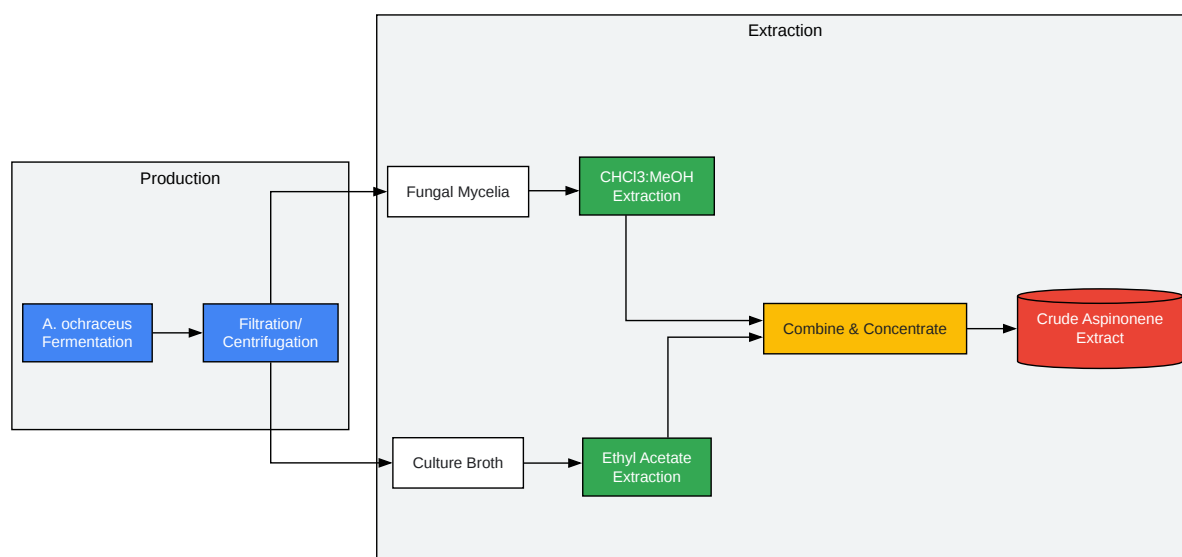 Extraction
Production
Fungal Mycelia
CHCl3:MeOH
Extraction
A. ochraceus
Fermentation
Filtration/
Centrifugation
Combine & Concentrate
Crude Aspinonene
Extract
Culture Broth
Ethyl Acetate
Extraction